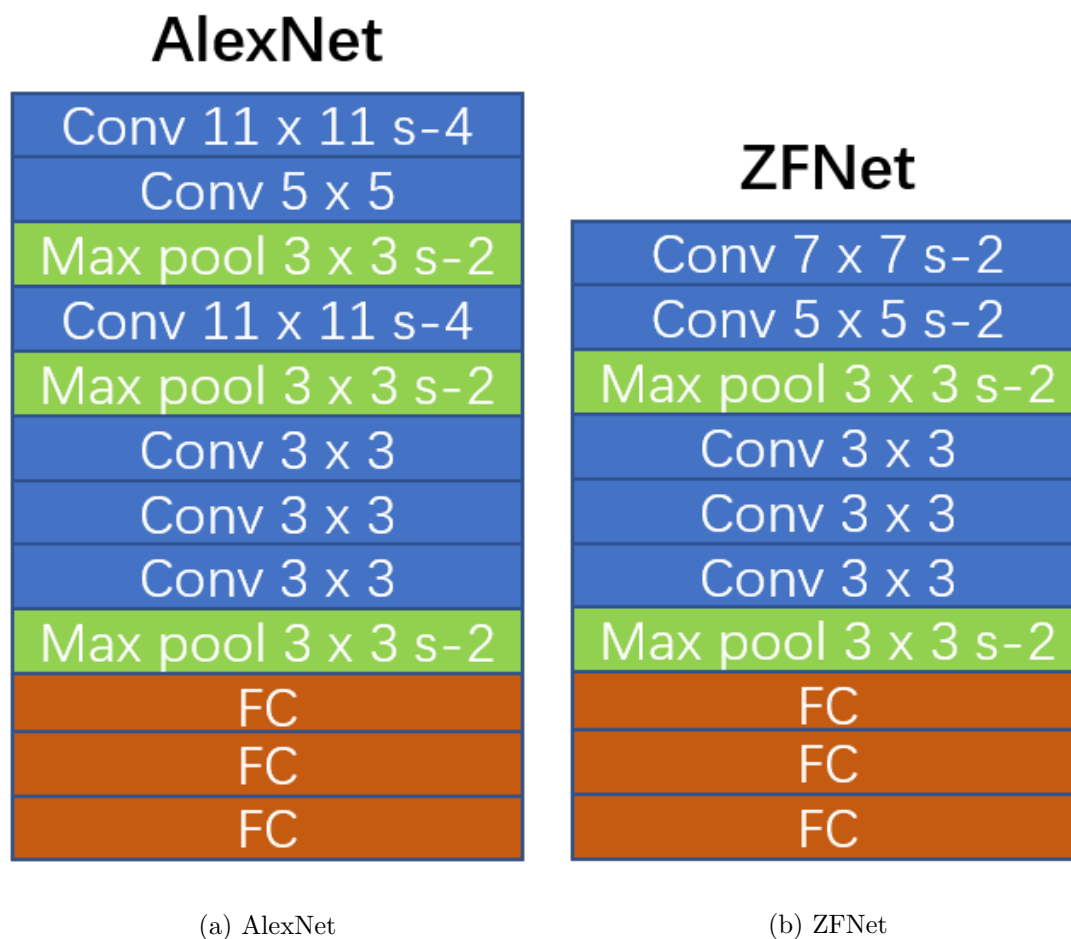 AlexNet
Conv 11 x 11 s-4
Conv 5 x 5
Max pool 3 x 3 s-2
Conv 11 x 11 s-4
Max pool 3 x 3 s-2
Conv 3 x 3
Conv 3 x 3
Conv 3 x 3
Max pool 3 x 3 s-2
FC
FC
FC
(a) AlexNet
ZFNet
Conv 7 x 7 s-2
Conv 5 x 5 s-2
Max pool 3 x 3 s-2
Conv 3 x 3
Conv 3 x 3
Conv 3 x 3
Max pool 3 x 3 s-2
FC
FC
FC
(b) ZFNet